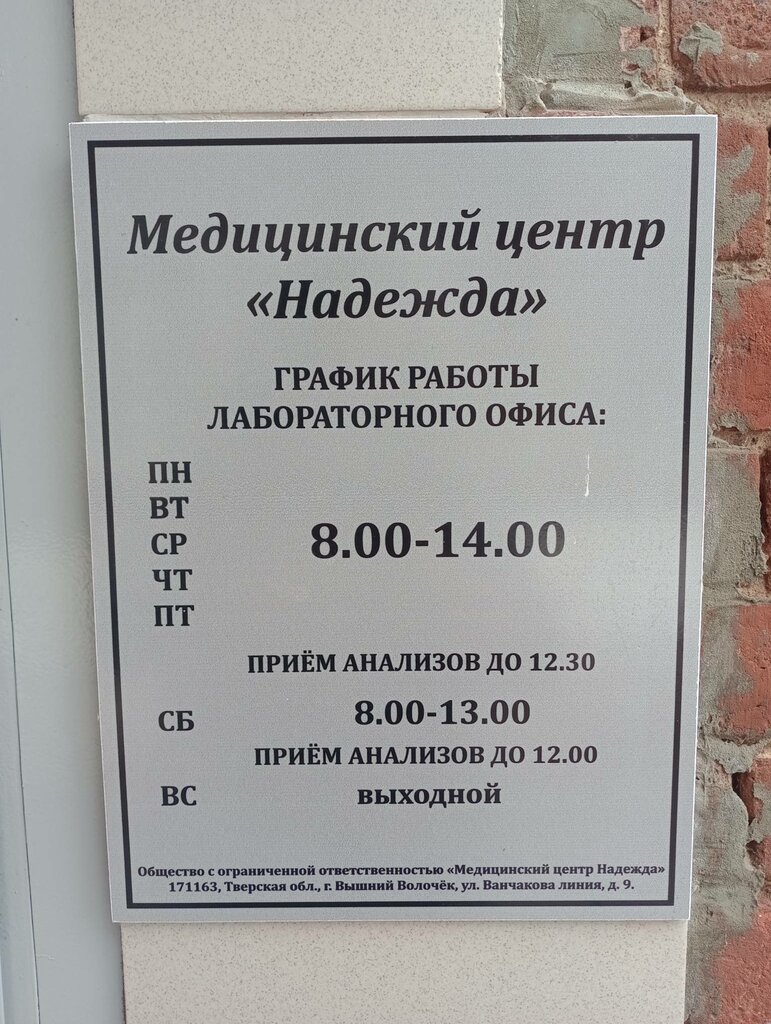 Медицинский центр
«Надежда»
ГРАФИК РАБОТЫ
ЛАБОРАТОРНОГО ОФИСА:
ПН
ВТ
СР 8.00-14.00
ЧТ
ПТ
ПРИЁМ АНАЛИЗОВ ДО 12.30
СБ 8.00-13.00
ПРИЁМ АНАЛИЗОВ ДО 12.00
ВС выходной
Общество с ограниченной ответственностью «Медицинский центр Надежда»
171163, Тверская обл., г. Вышний Волочёк, ул. Ванчакова линия, д. 9.